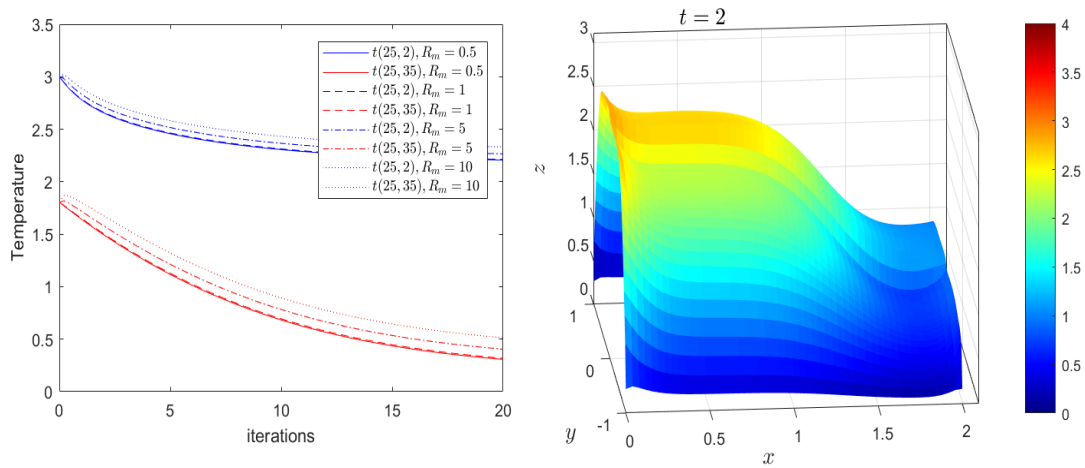 3.5
3
2.5
2
1.5
1
0.5
0
Temperature
0
5
10
15
20
iterations
t(25, 2), R_m = 0.5
t(25, 35), R_m = 0.5
t(25, 2), R_m = 1
t(25, 35), R_m = 1
t(25, 2), R_m = 5
t(25, 35), R_m = 5
t(25, 2), R_m = 10
t(25, 35), R_m = 10
t = 2
3
2.5
2
1.5
1
0.5
0
z
1
0
-1
y
0
0.5
1
1.5
2
x
4
3.5
3
2.5
2
1.5
1
0.5
0